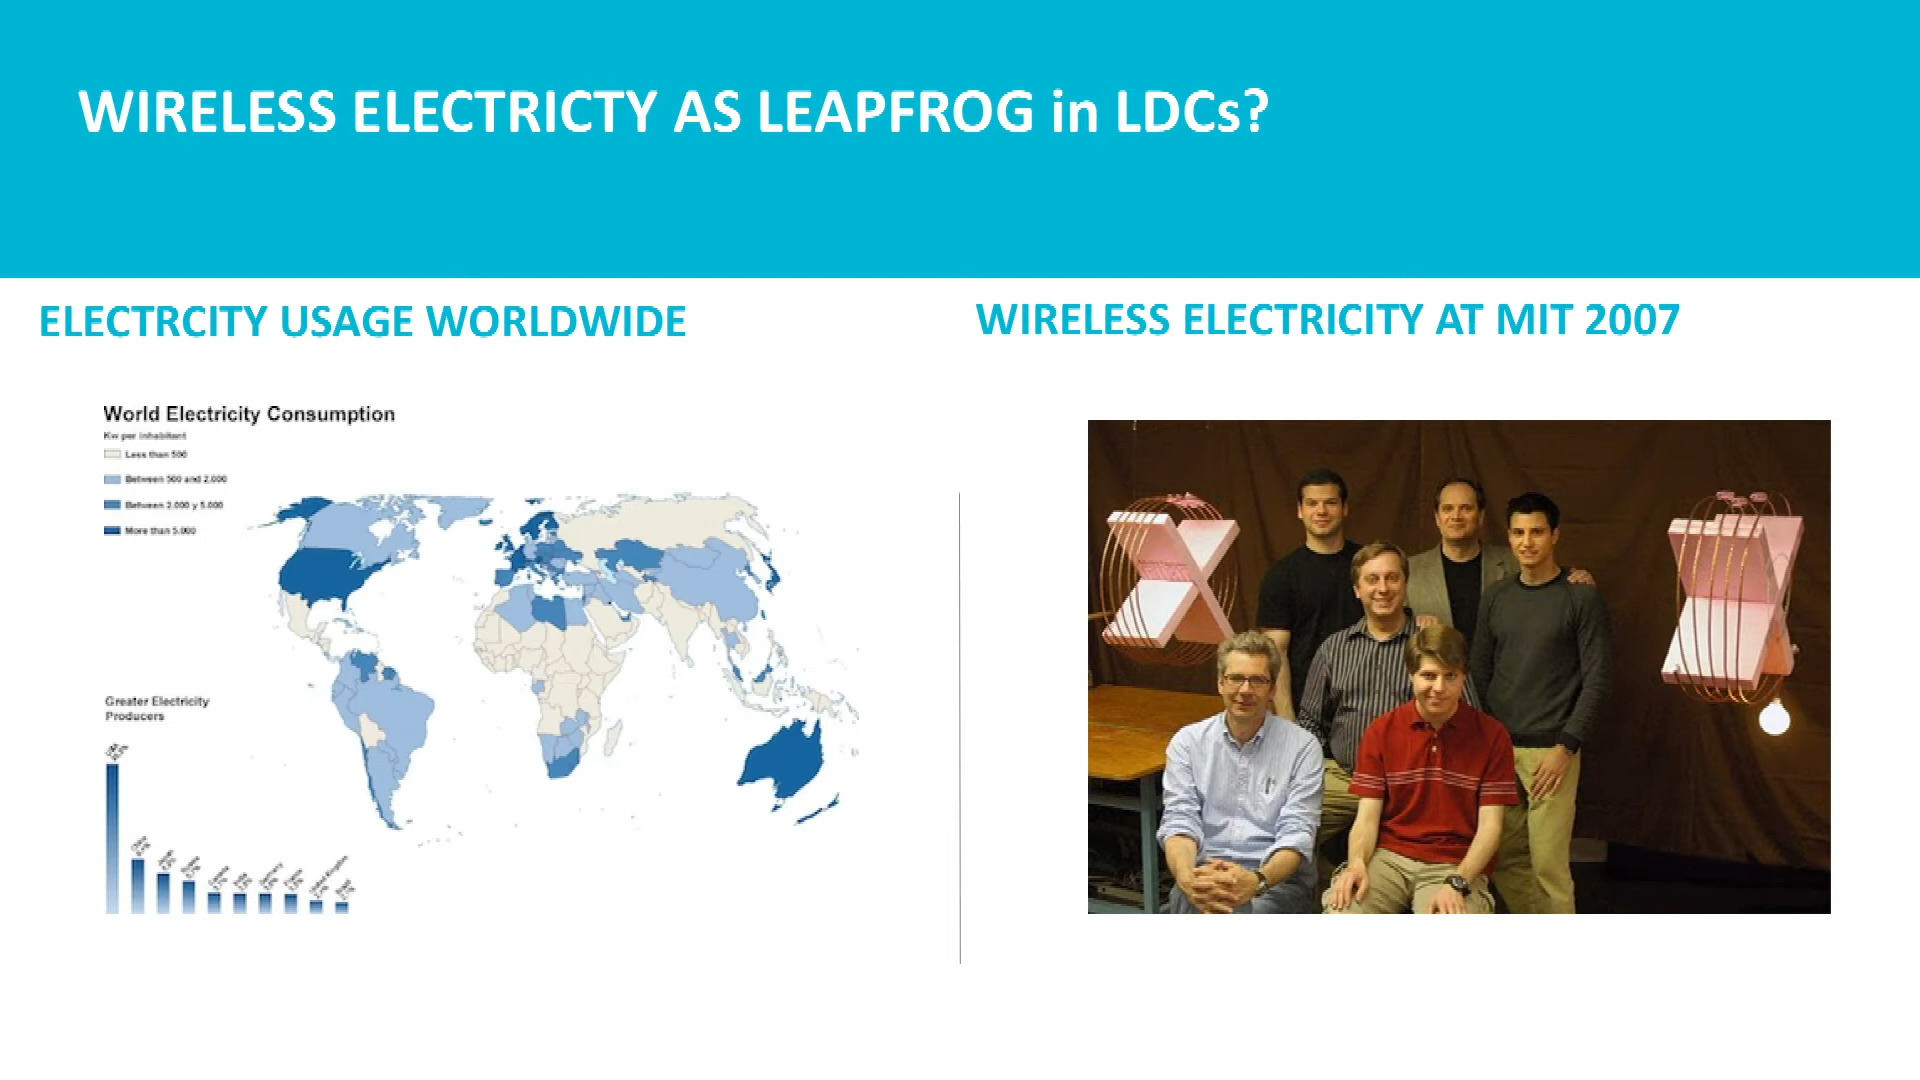 WIRELESS ELECTRICTY AS LEAPFROG in LDCs?
ELECTRCITY USAGE WORLDWIDE
WIRELESS ELECTRICITY AT MIT 2007
World Electricity Consumption
Kw per inhabitant
Less than 500
Between 500 and 2.000
Between 2.000 y 5.000
More than 5.000
Greater Electricity
Producers